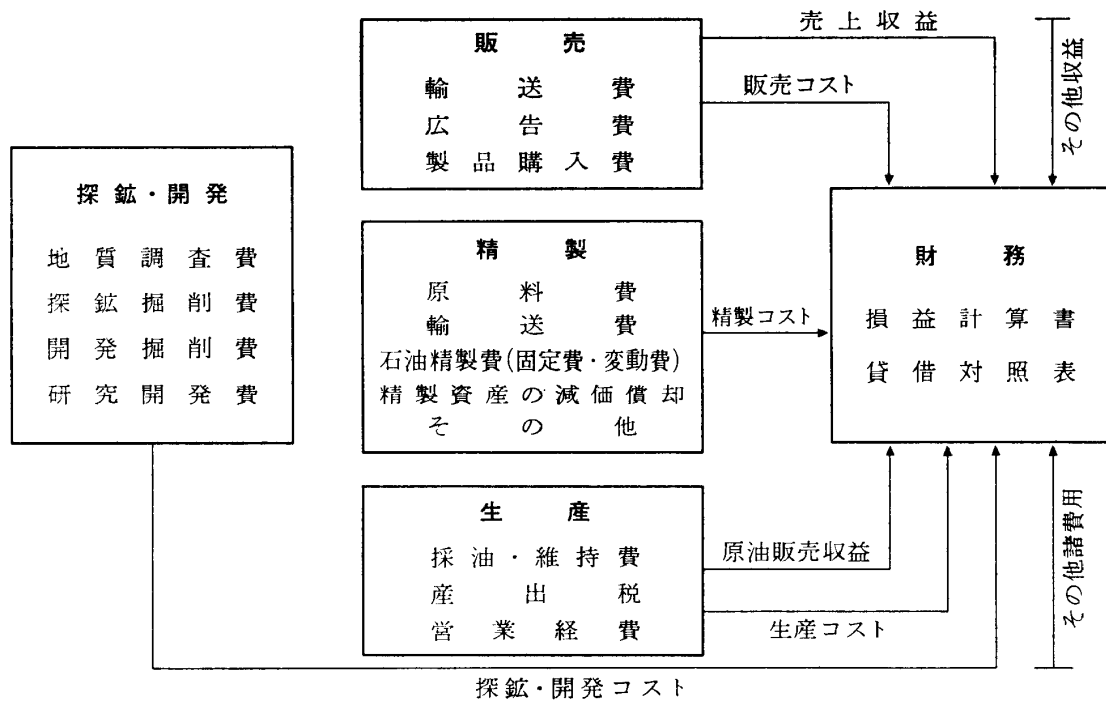 探鉱・開発
地質調査費
探鉱掘削費
開発掘削費
研究開発費
販売
輸送費
広告費
製品購入費
精製
原料費
輸送費
石油精製費(固定費・変動費)
精製資産の減価償却
その他
生産
採油・維持費
産出税
営業経費
売上収益
販売コスト
その他収益
精製コスト
財務
損益計算書
貸借対照表
原油販売収益
生産コスト
その他諸費用
探鉱・開発コスト